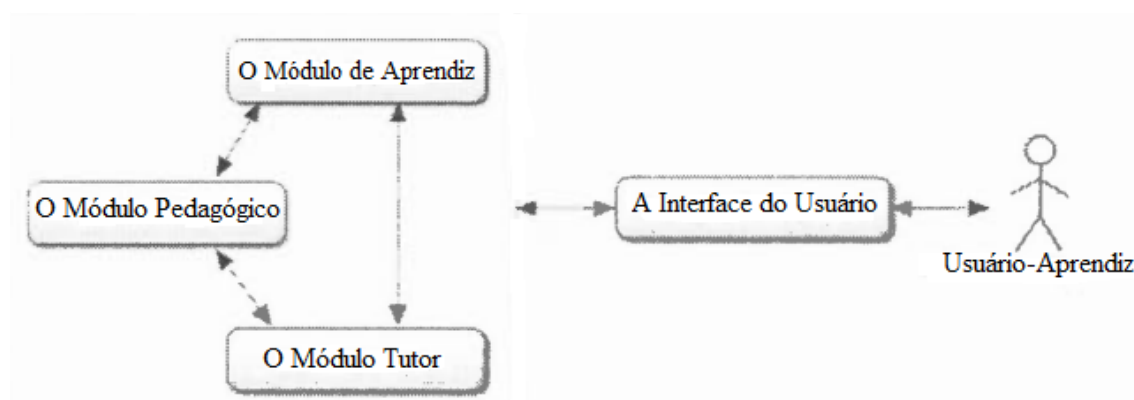 O Módulo de Aprendiz
O Módulo Pedagógico
A Interface do Usuário
Usuário-Aprendiz
O Módulo Tutor